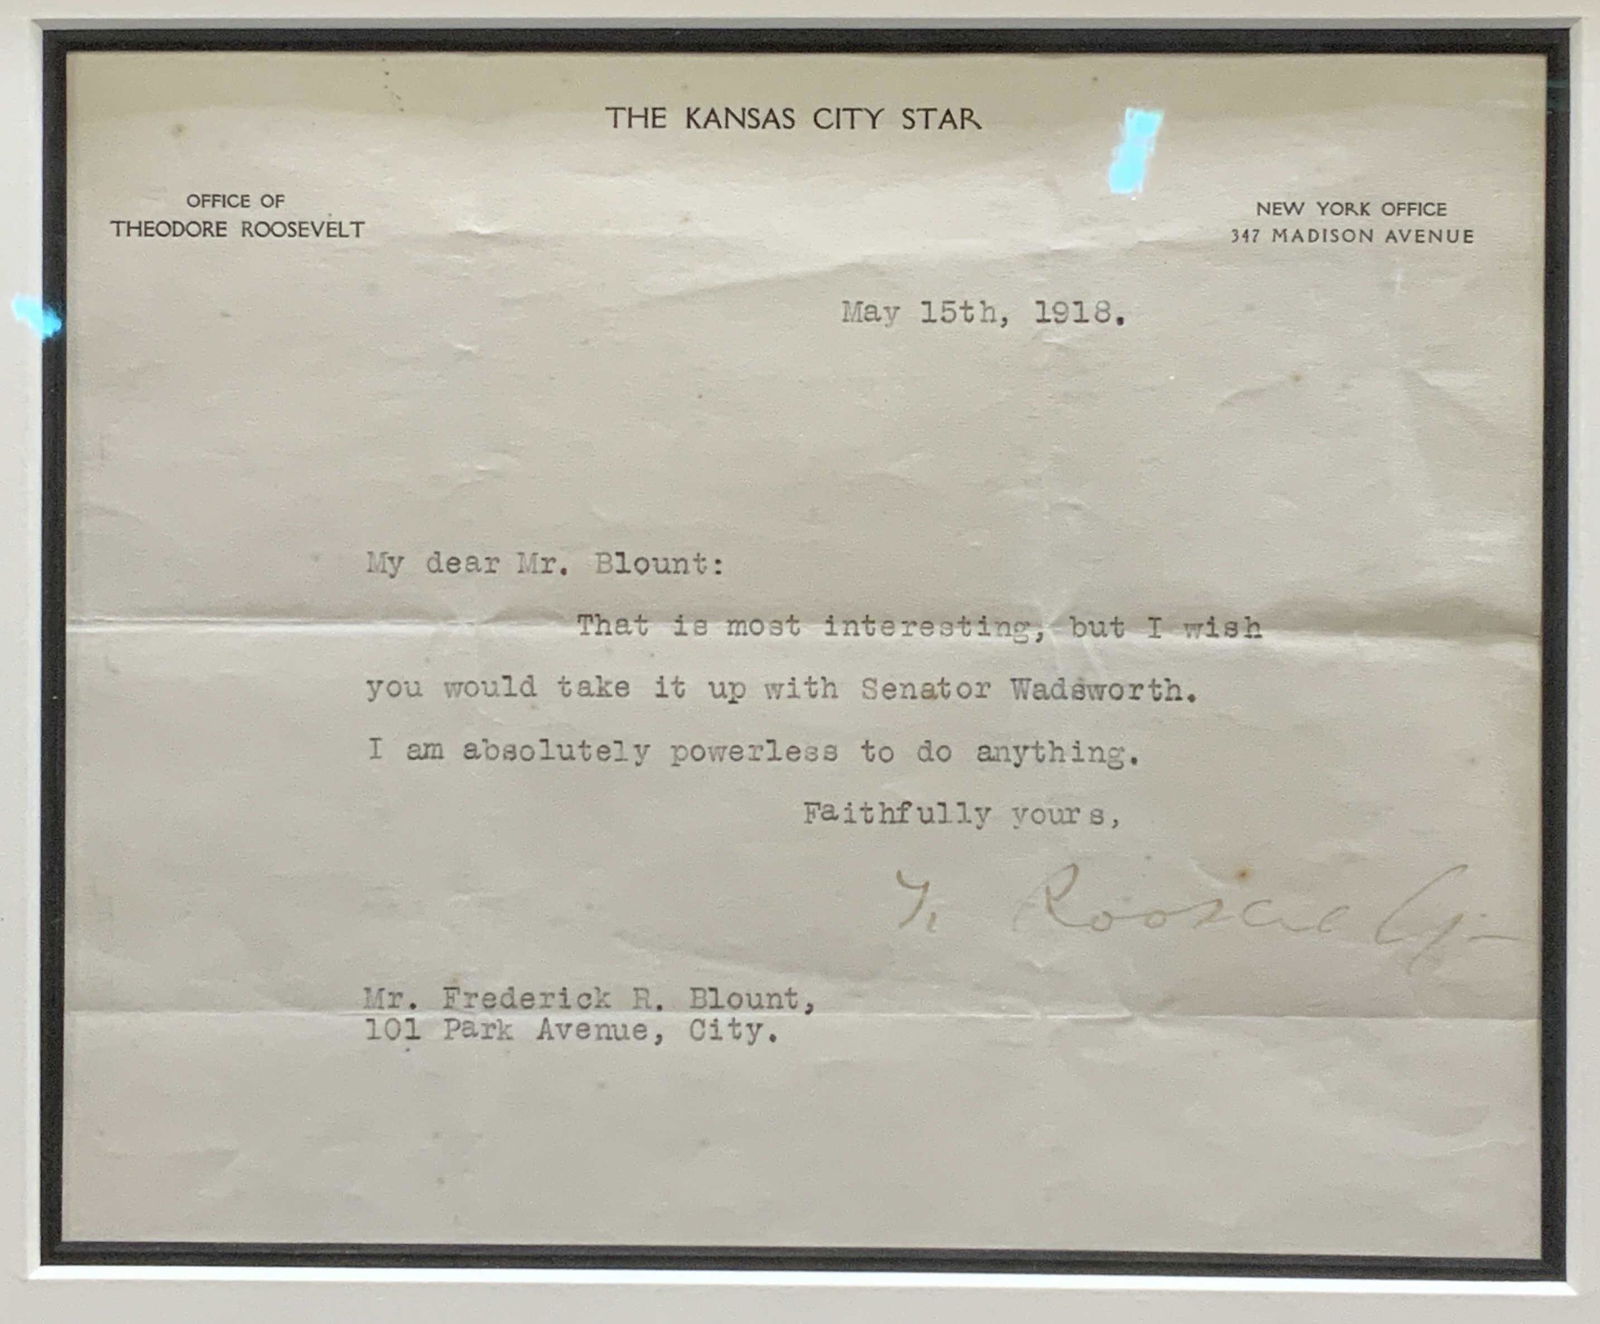 THE KANSAS CITY STAR
OFFICE OF
THEODORE ROOSEVELT
NEW YORK OFFICE
347 MADISON AVENUE
May 15th, 1918.
My dear Mr. Blount:
That is most interesting, but I wish
you would take it up with Senator Wadsworth.
I am absolutely powerless to do anything.
Faithfully yours,
T. Roosevelt
Mr. Frederick R. Blount,
101 Park Avenue, City.